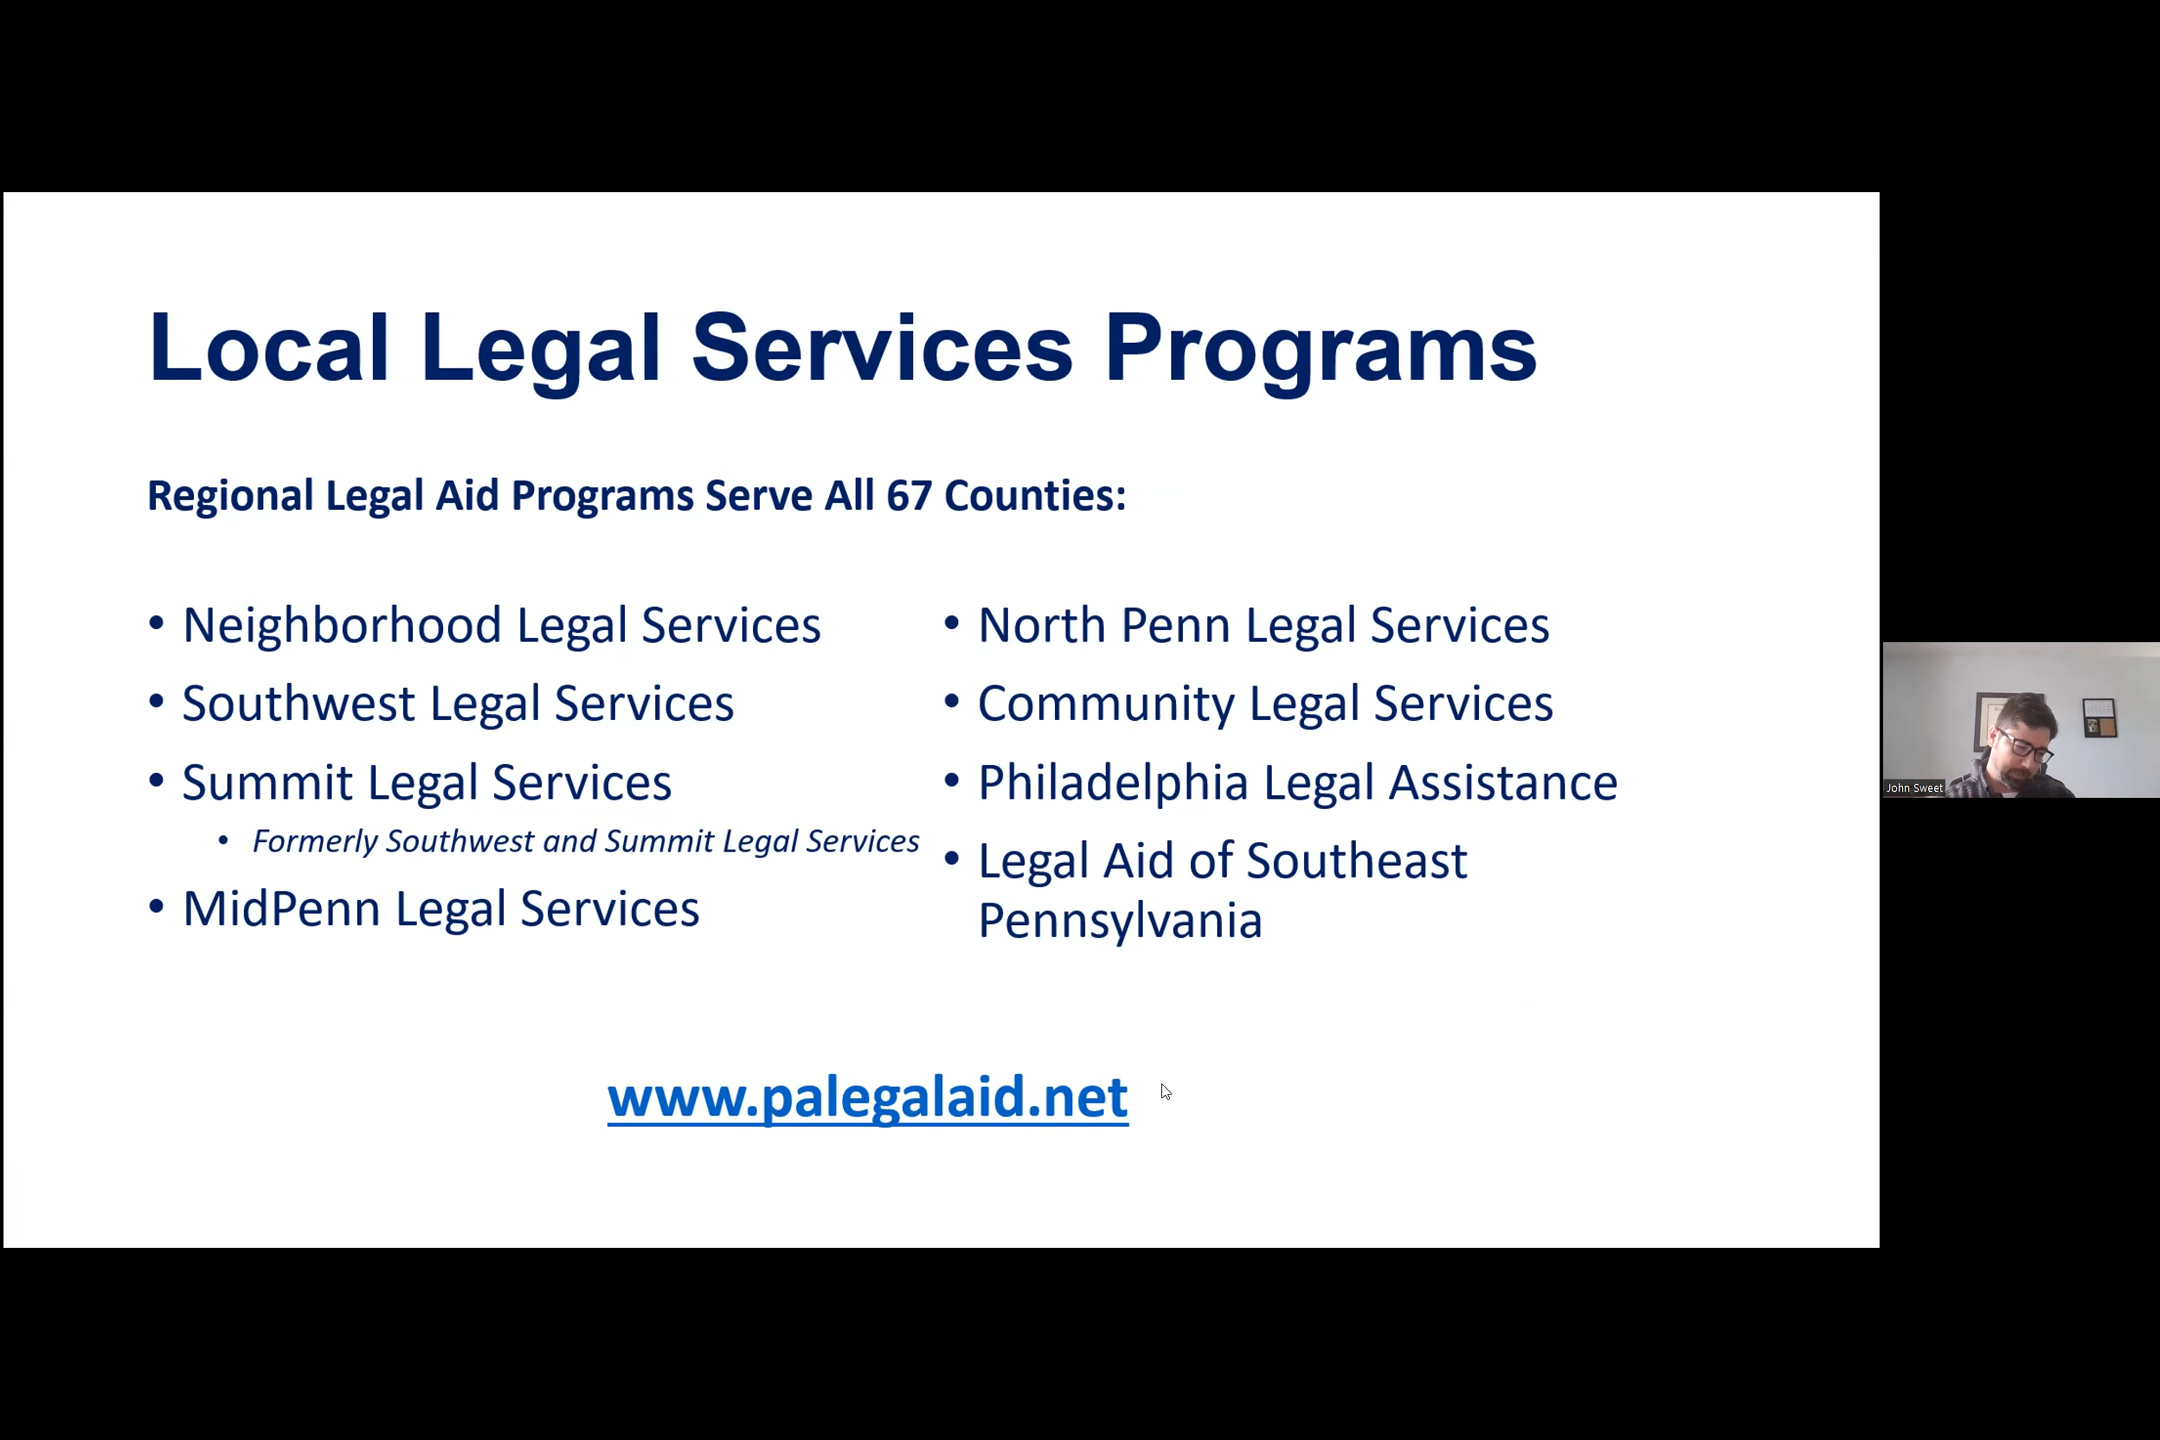 Local Legal Services Programs
Regional Legal Aid Programs Serve All 67 Counties:
• Neighborhood Legal Services
• Southwest Legal Services
• Summit Legal Services
• Formerly Southwest and Summit Legal Services
• MidPenn Legal Services
• North Penn Legal Services
• Community Legal Services
• Philadelphia Legal Assistance
• Legal Aid of Southeast
Pennsylvania
www.palegalaid.net
John Sweet